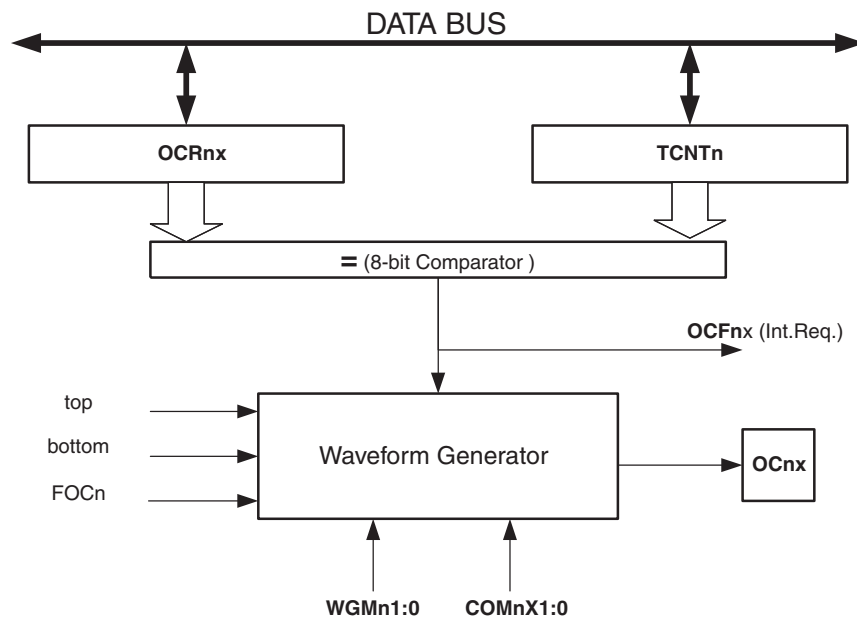 DATA BUS
OCRnx
TCNTn
= (8-bit Comparator )
OCFnx (Int.Req.)
top
bottom
FOCn
Waveform Generator
OCnx
WGMn1:0
COMnX1:0